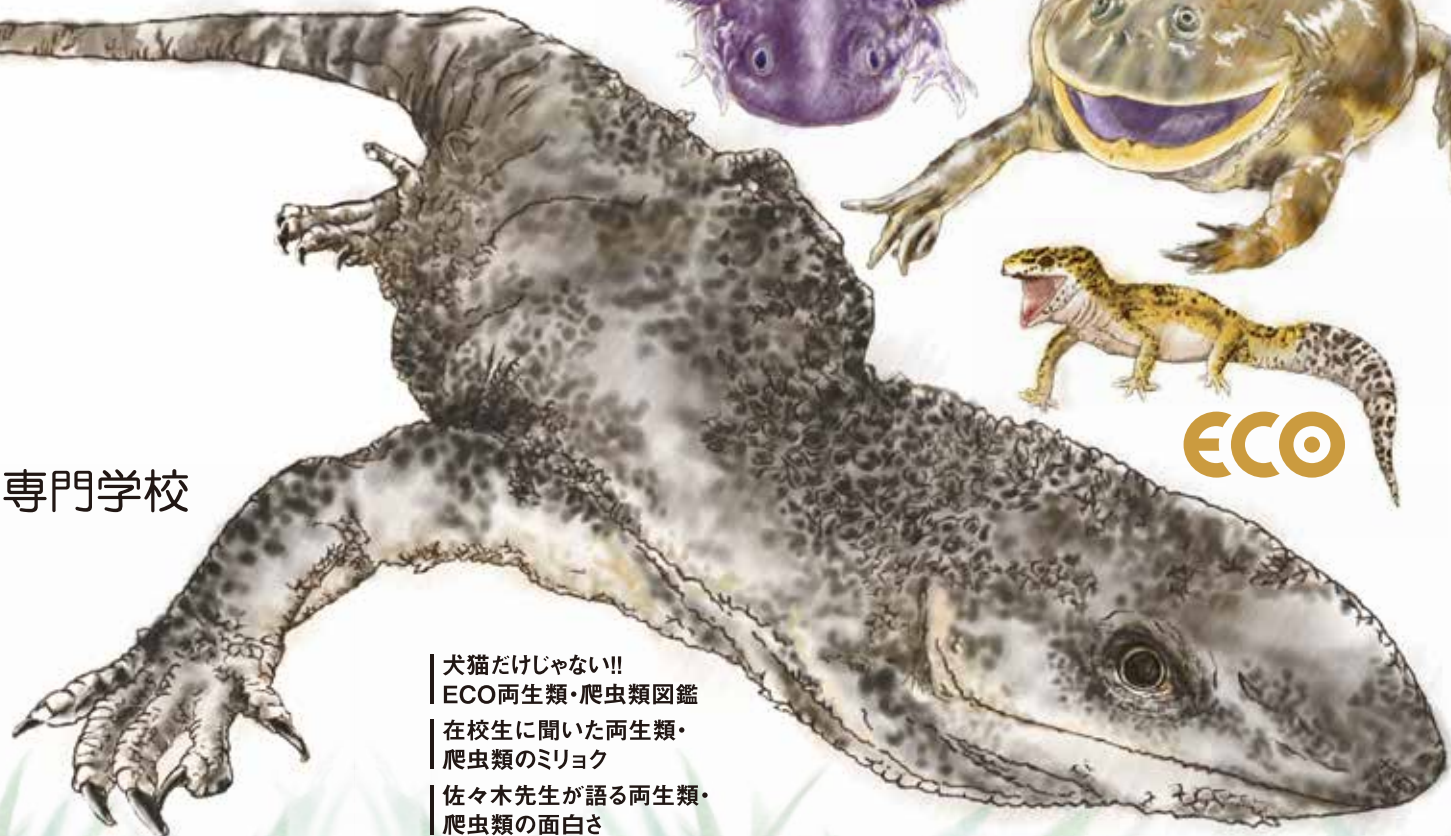 ECO
専門学校
犬猫だけじゃない!!
ECO両生類・爬虫類図鑑
在校生に聞いた両生類・
爬虫類のミリョク
佐々木先生が語る両生類・
爬虫類の面白さ